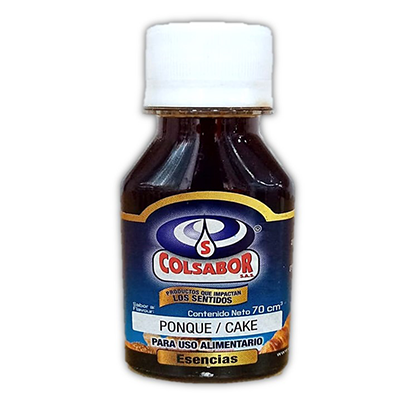 S
COLSABOR
S.A.S.
PRODUCTOS QUE IMPACTAN
LOS SENTIDOS
Contenido Neto 70 cm³
Sabor a
Flavour:
PONQUE / CAKE
PARA USO ALIMENTARIO
Esencias